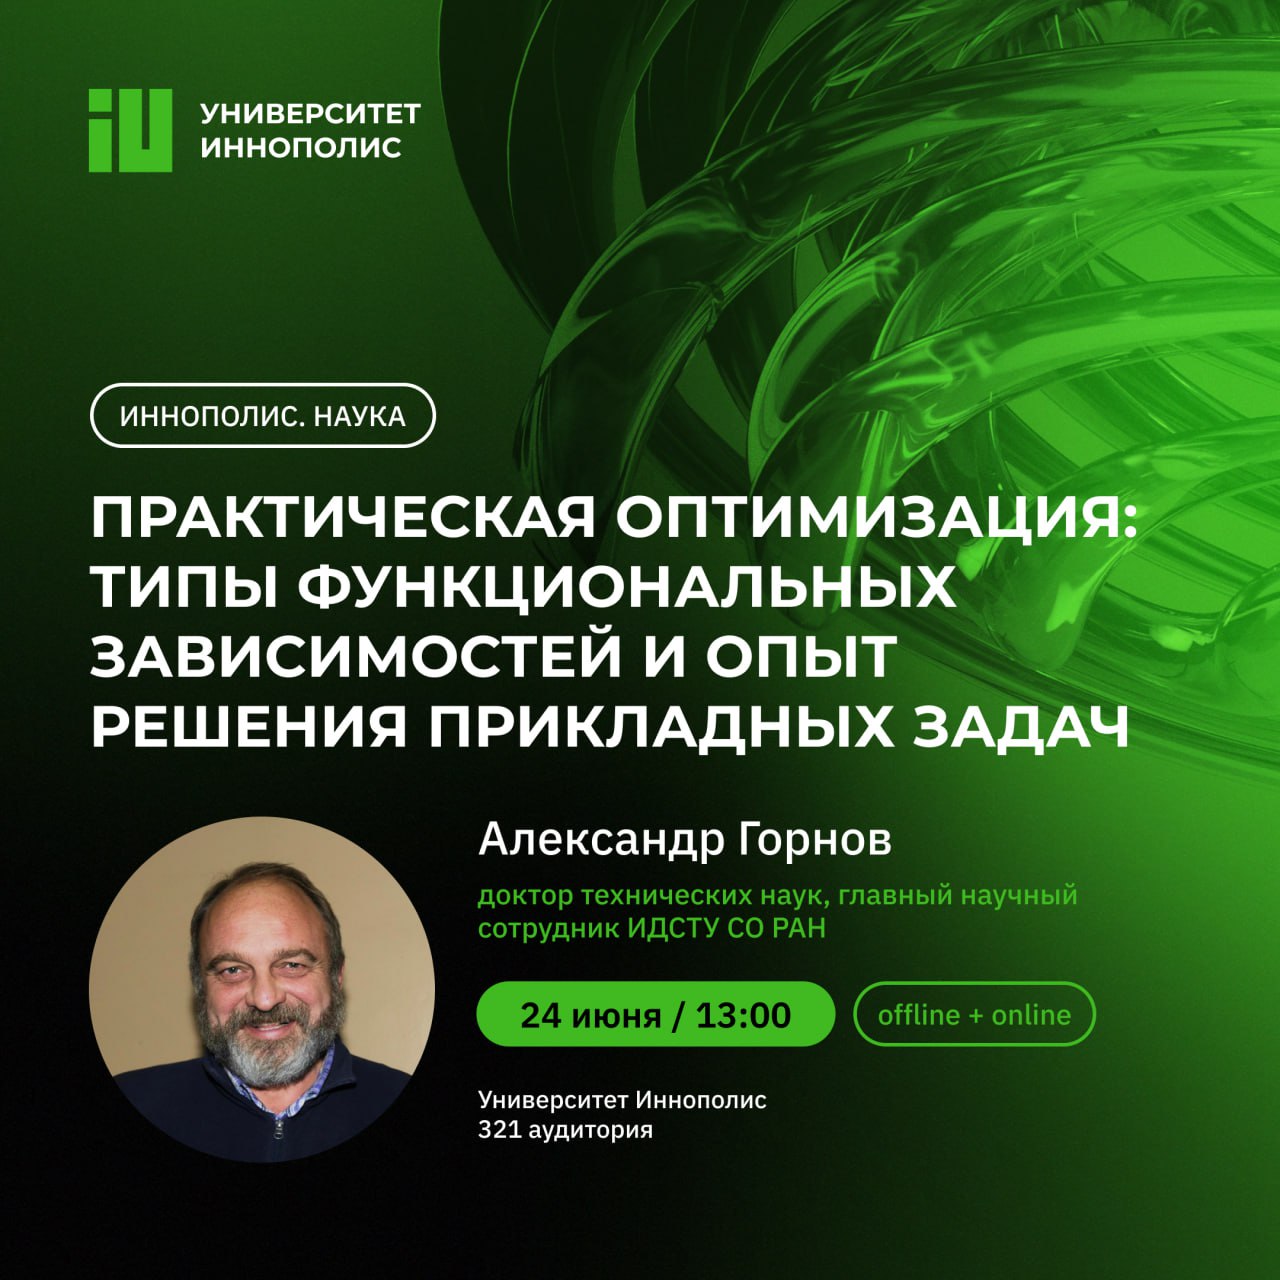 УНИВЕРСИТЕТ
ИННОПОЛИС
ИННОПОЛИС. НАУКА
ПРАКТИЧЕСКАЯ ОПТИМИЗАЦИЯ:
ТИПЫ ФУНКЦИОНАЛЬНЫХ
ЗАВИСИМОСТЕЙ И ОПЫТ
РЕШЕНИЯ ПРИКЛАДНЫХ ЗАДАЧ
Александр Горнов
доктор технических наук, главный научный
сотрудник ИДСТУ СО РАН
24 июня / 13:00
offline + online
Университет Иннополис
321 аудитория